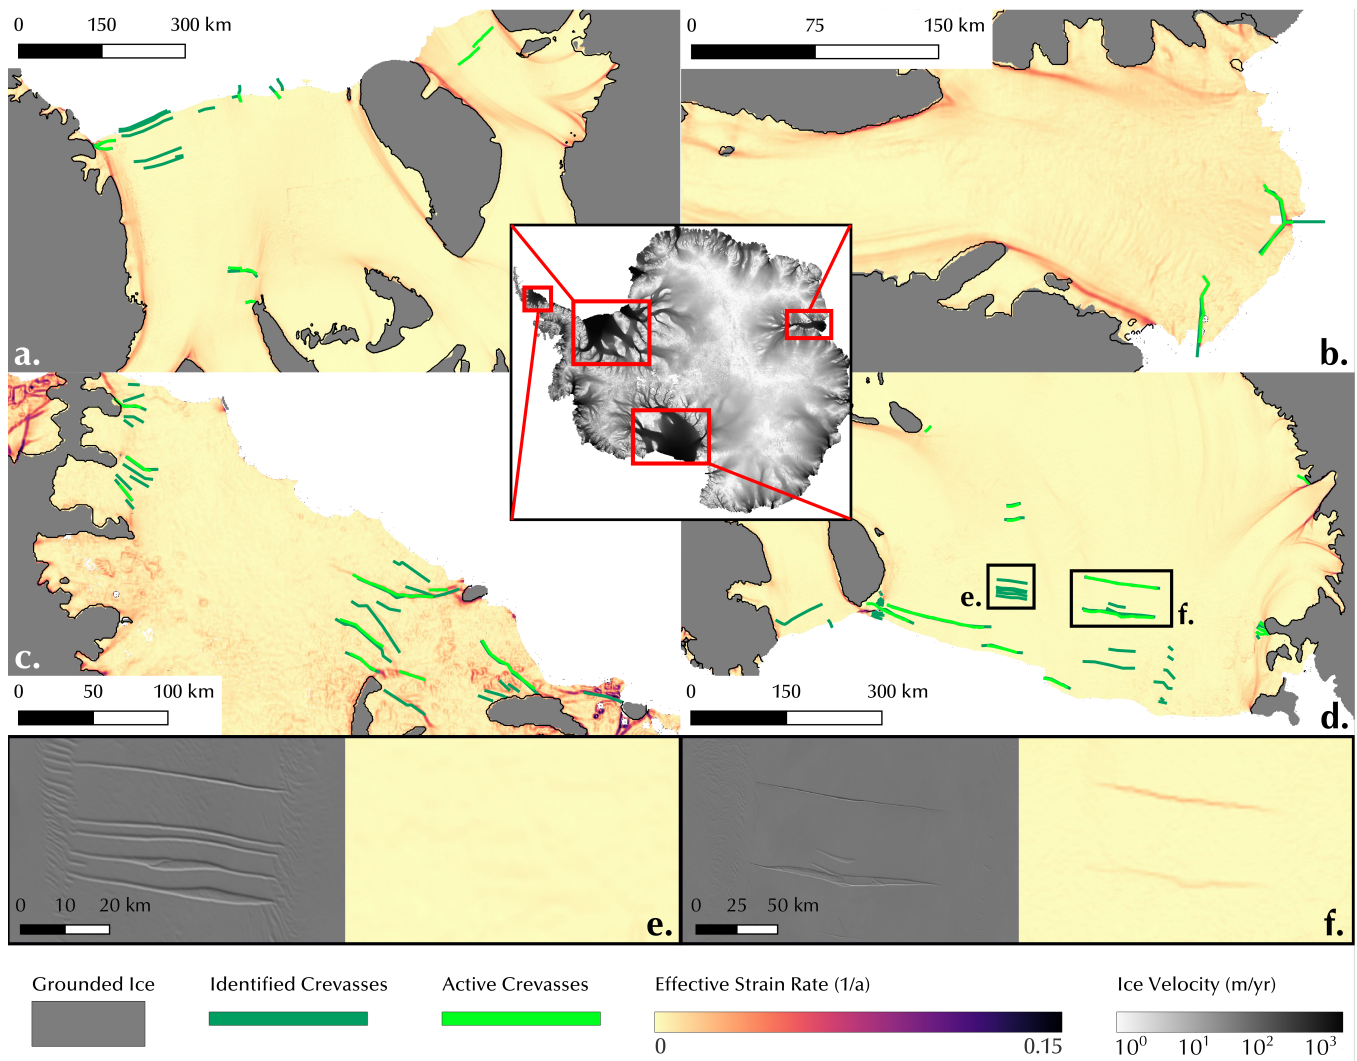 0 150 300 km
0 75 150 km
a.
b.
e.
f.
c.
0 50 100 km
0 150 300 km
d.
0 10 20 km
e.
0 25 50 km
f.
Grounded Ice
Identified Crevasses
Active Crevasses
Effective Strain Rate (1/a)
Ice Velocity (m/yr)
0 0.15
10⁰ 10¹ 10² 10³